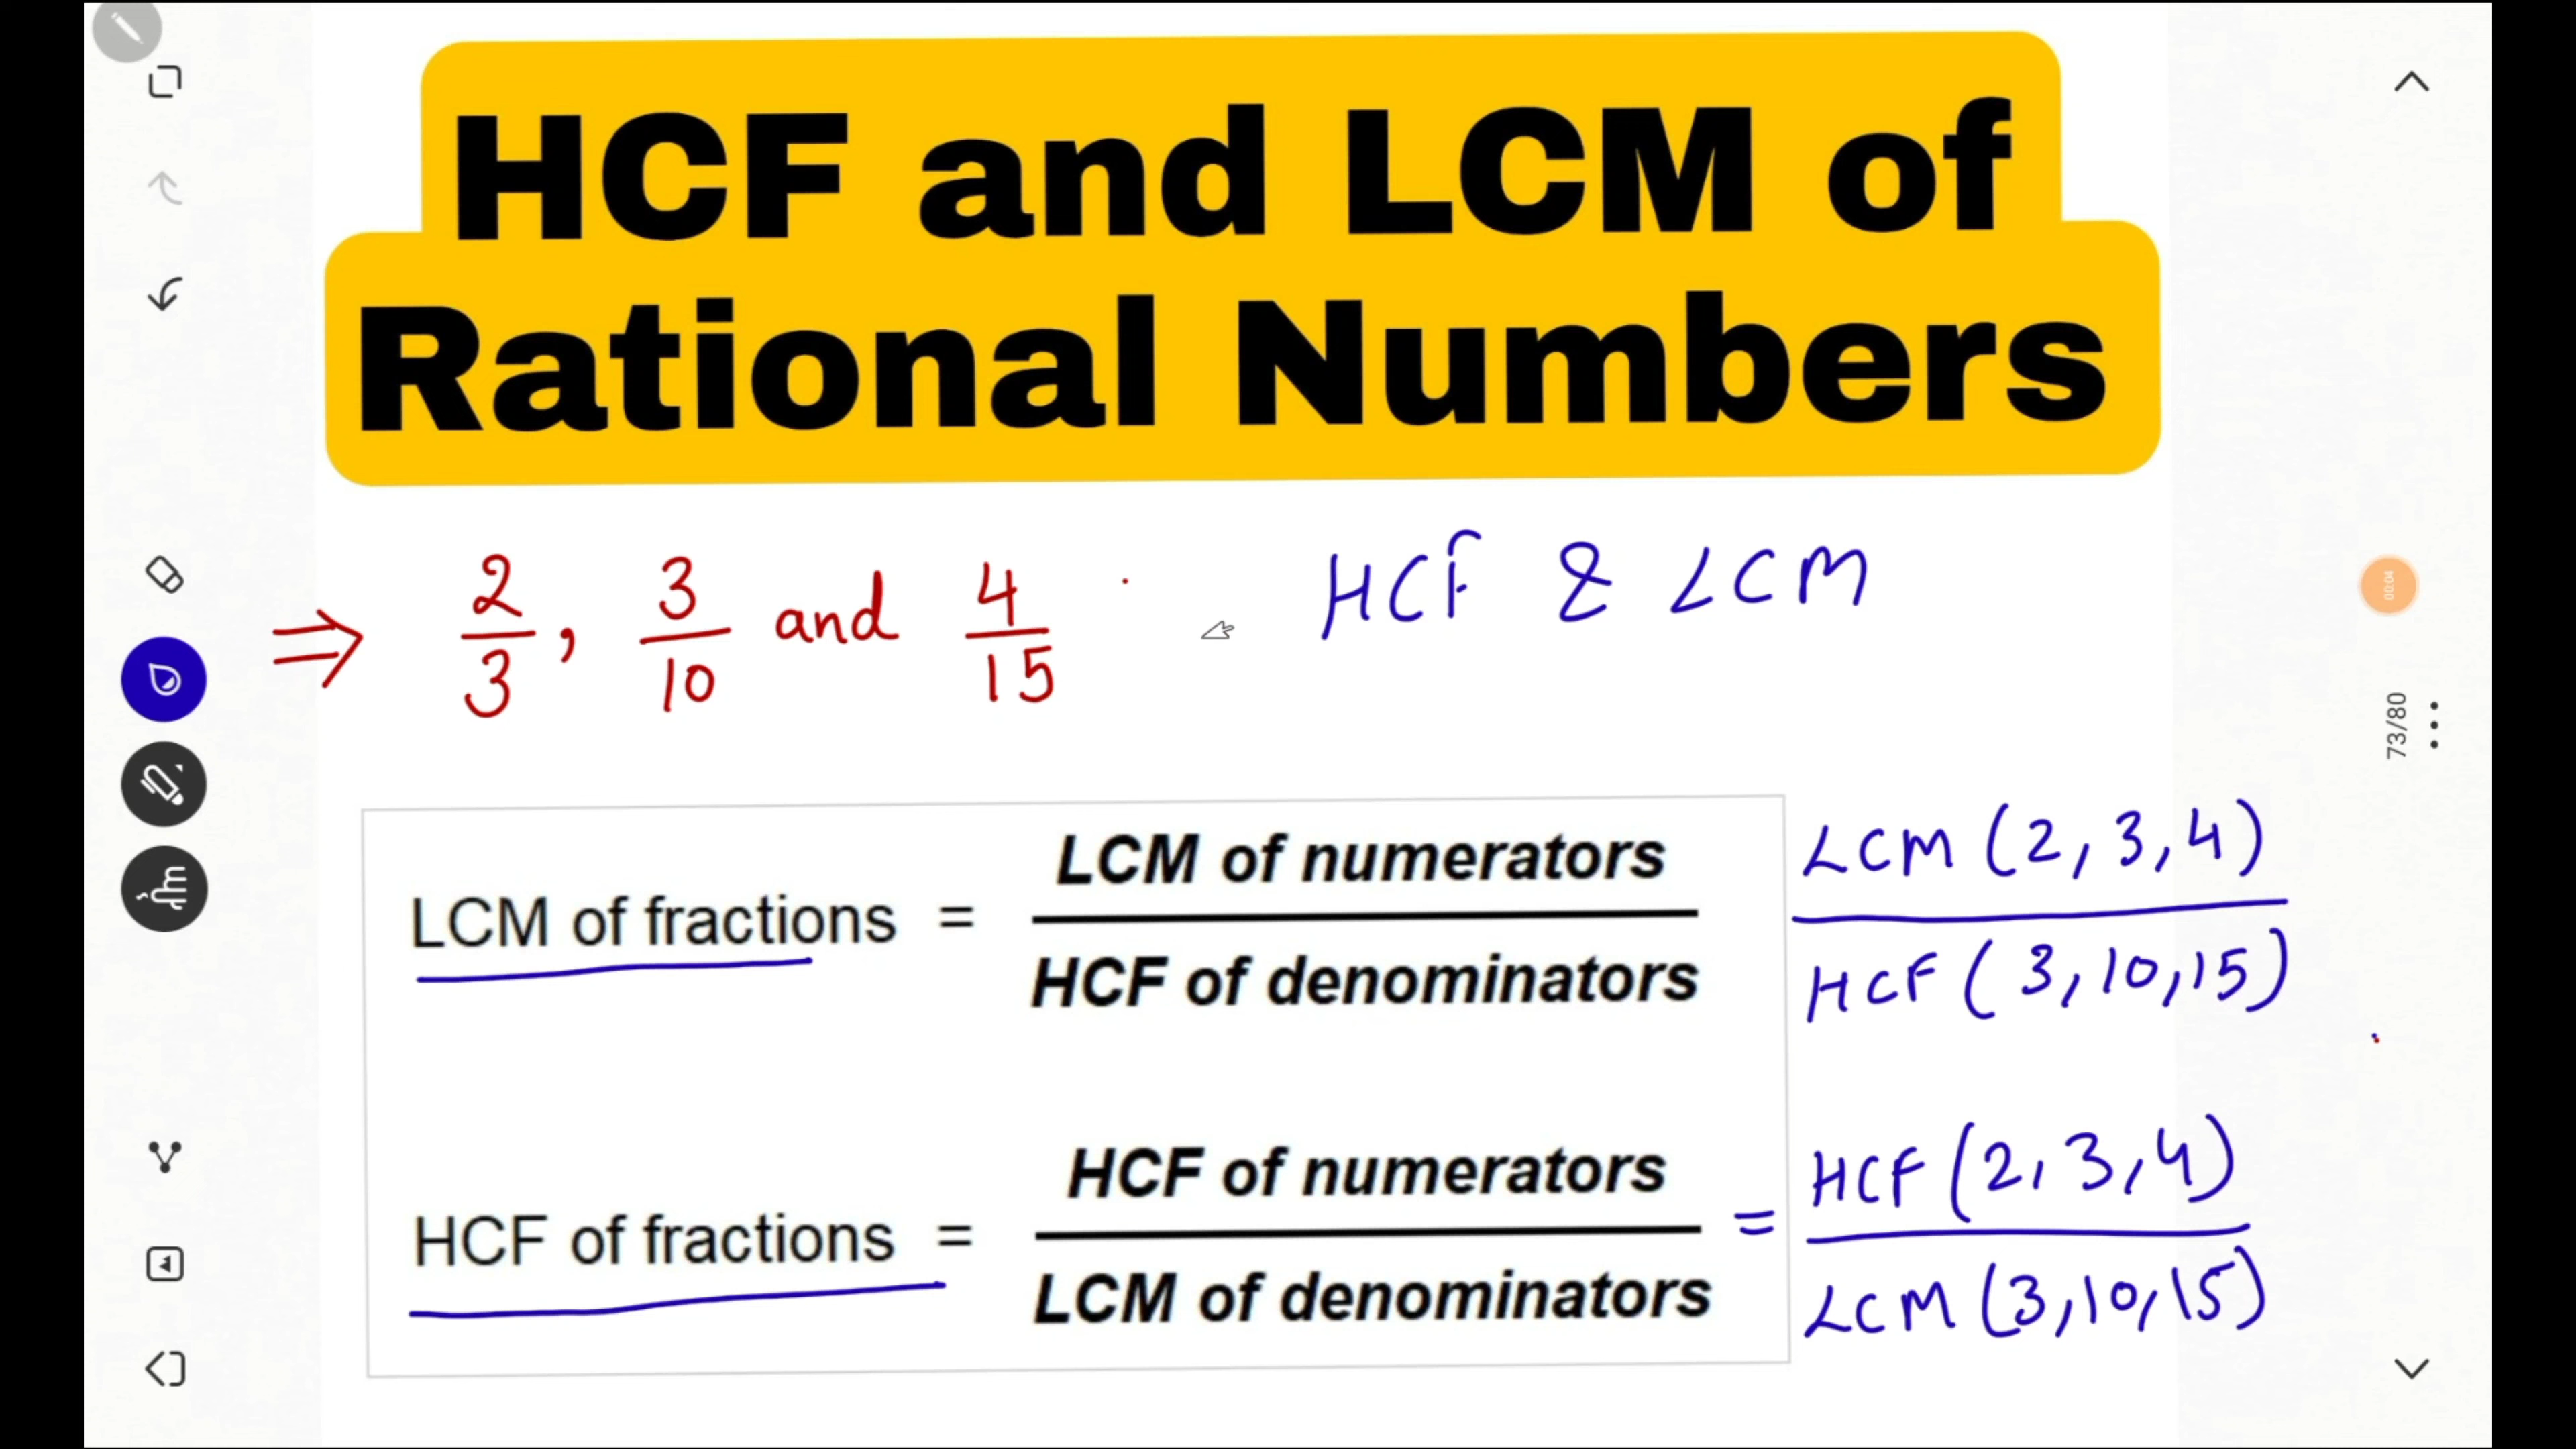 HCF and LCM of
Rational Numbers
⇒ 2/3, 3/10 and 4/15 HCF & LCM
00:04
73/80
LCM of fractions = LCM of numerators / HCF of denominators LCM (2, 3, 4) / HCF (3, 10, 15)
HCF of fractions = HCF of numerators / LCM of denominators = HCF (2, 3, 4) / LCM (3, 10, 15)